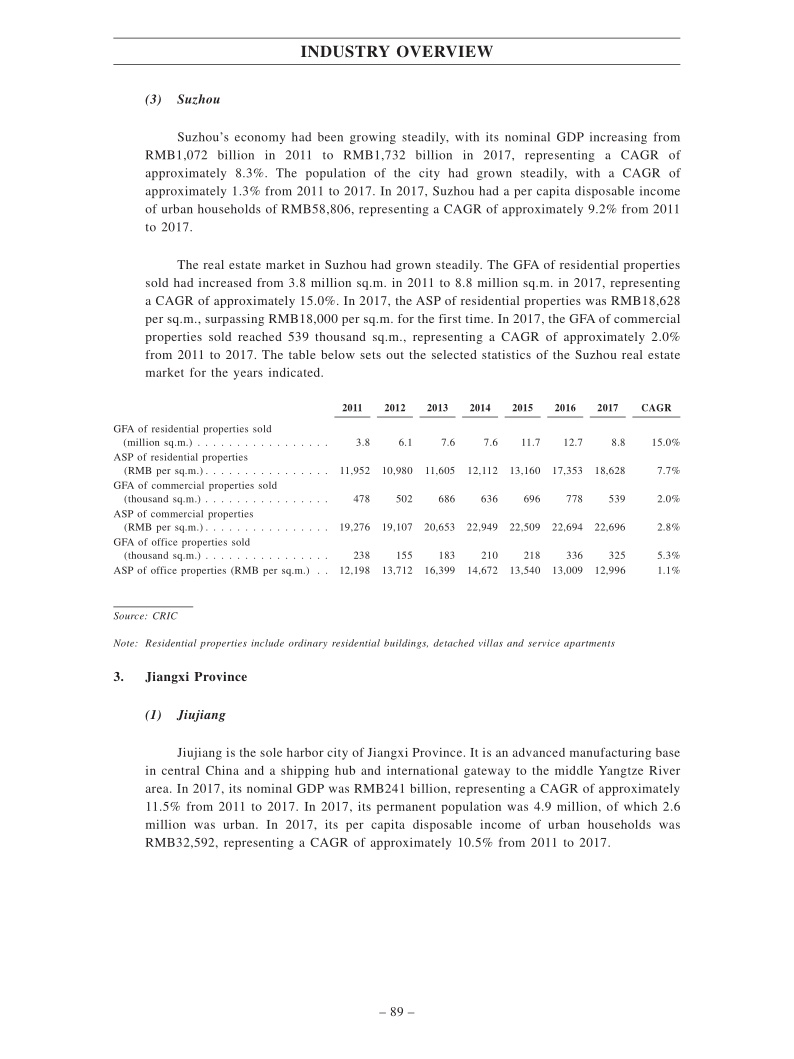 INDUSTRY OVERVIEW
(3) Suzhou
Suzhou's economy had been growing steadily, with its nominal GDP increasing from
RMB1,072 billion in 2011 to RMB1,732 billion in 2017, representing a CAGR of
approximately 8.3%. The population of the city had grown steadily, with a CAGR of
approximately 1.3% from 2011 to 2017. In 2017, Suzhou had a per capita disposable income
of urban households of RMB58,806, representing a CAGR of approximately 9.2% from 2011
to 2017.
The real estate market in Suzhou had grown steadily. The GFA of residential properties
sold had increased from 3.8 million sq.m. in 2011 to 8.8 million sq.m. in 2017, representing
a CAGR of approximately 15.0%. In 2017, the ASP of residential properties was RMB18,628
per sq.m., surpassing RMB18,000 per sq.m. for the first time. In 2017, the GFA of commercial
properties sold reached 539 thousand sq.m., representing a CAGR of approximately 2.0%
from 2011 to 2017. The table below sets out the selected statistics of the Suzhou real estate
market for the years indicated.
2011 2012 2013 2014 2015 2016 2017 CAGR
GFA of residential properties sold
(million sq.m.) . . . . . . . . . . . . . . . . . 3.8 6.1 7.6 7.6 11.7 12.7 8.8 15.0%
ASP of residential properties
(RMB per sq.m.) . . . . . . . . . . . . . . . . 11,952 10,980 11,605 12,112 13,160 17,353 18,628 7.7%
GFA of commercial properties sold
(thousand sq.m.) . . . . . . . . . . . . . . . . 478 502 686 636 696 778 539 2.0%
ASP of commercial properties
(RMB per sq.m.) . . . . . . . . . . . . . . . . 19,276 19,107 20,653 22,949 22,509 22,694 22,696 2.8%
GFA of office properties sold
(thousand sq.m.) . . . . . . . . . . . . . . . . 238 155 183 210 218 336 325 5.3%
ASP of office properties (RMB per sq.m.) . . 12,198 13,712 16,399 14,672 13,540 13,009 12,996 1.1%
Source: CRIC
Note: Residential properties include ordinary residential buildings, detached villas and service apartments
3. Jiangxi Province
(1) Jiujiang
Jiujiang is the sole harbor city of Jiangxi Province. It is an advanced manufacturing base
in central China and a shipping hub and international gateway to the middle Yangtze River
area. In 2017, its nominal GDP was RMB241 billion, representing a CAGR of approximately
11.5% from 2011 to 2017. In 2017, its permanent population was 4.9 million, of which 2.6
million was urban. In 2017, its per capita disposable income of urban households was
RMB32,592, representing a CAGR of approximately 10.5% from 2011 to 2017.
– 89 –